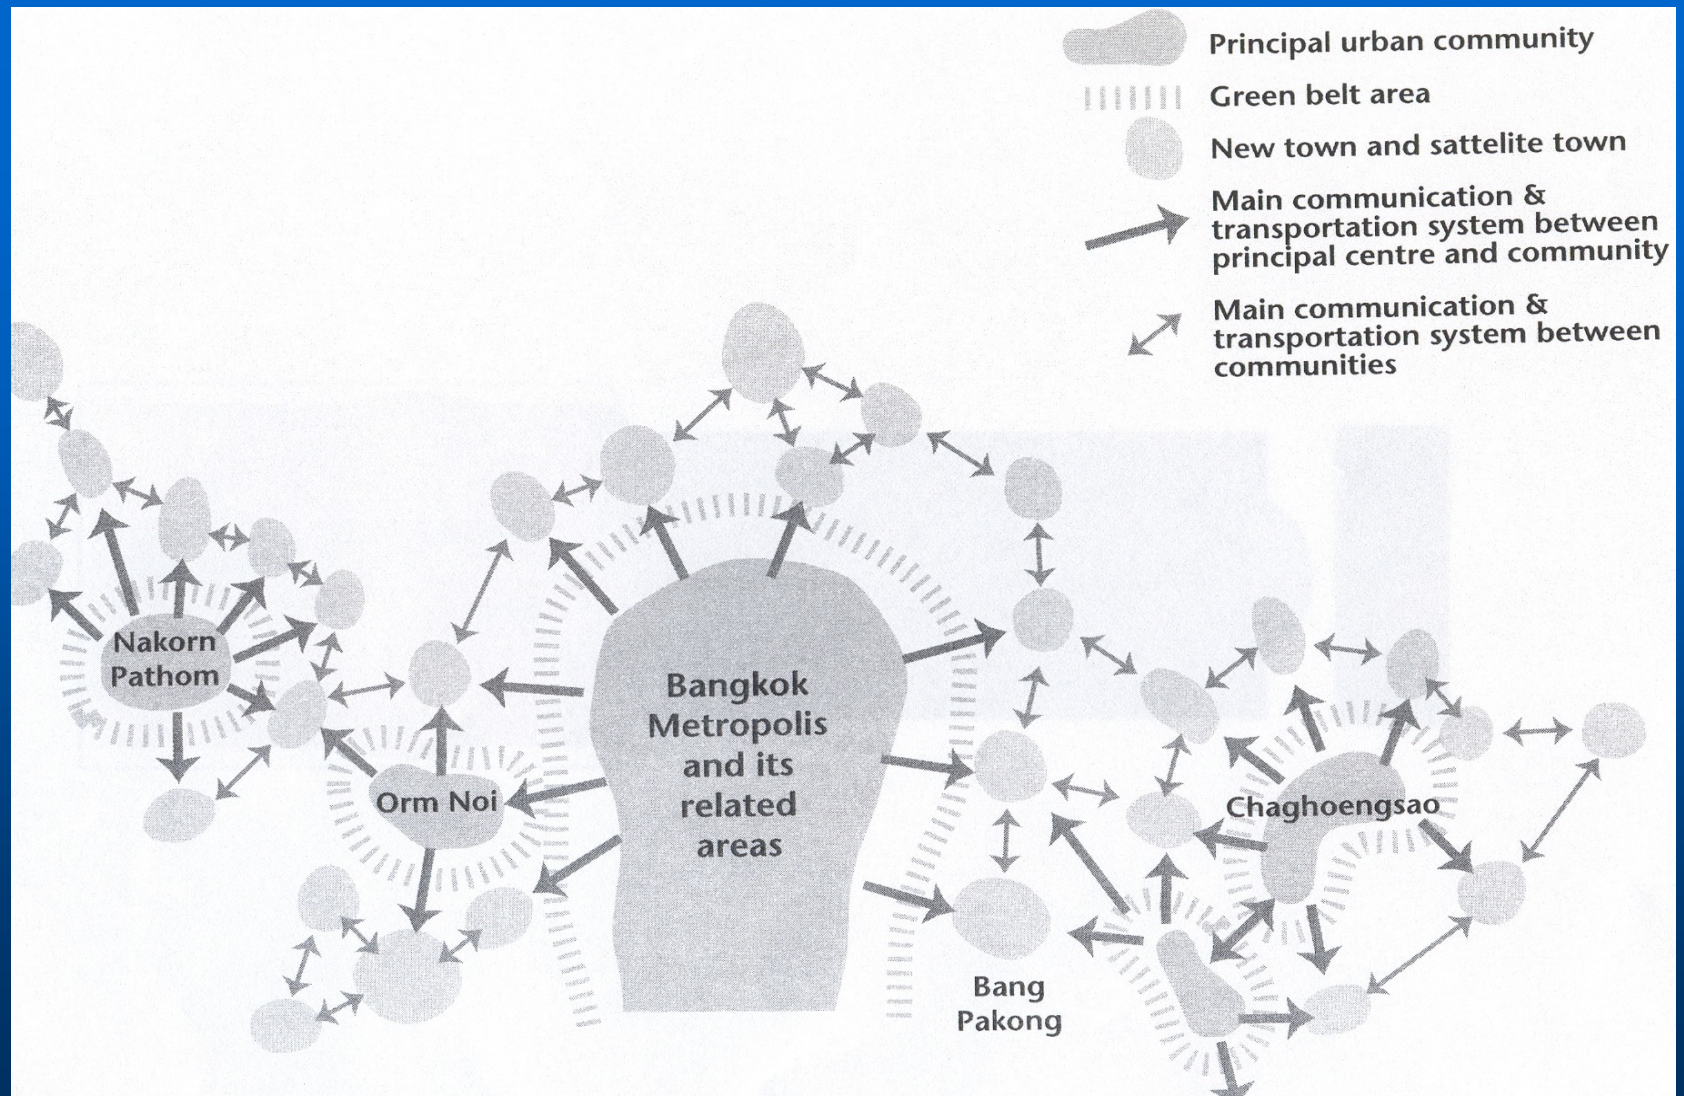 Principal urban community
Green belt area
New town and sattelite town
Main communication &
transportation system between
principal centre and community
Main communication &
transportation system between
communities
Nakorn
Pathom
Orm Noi
Bangkok
Metropolis
and its
related
areas
Chaghoengsao
Bang
Pakong